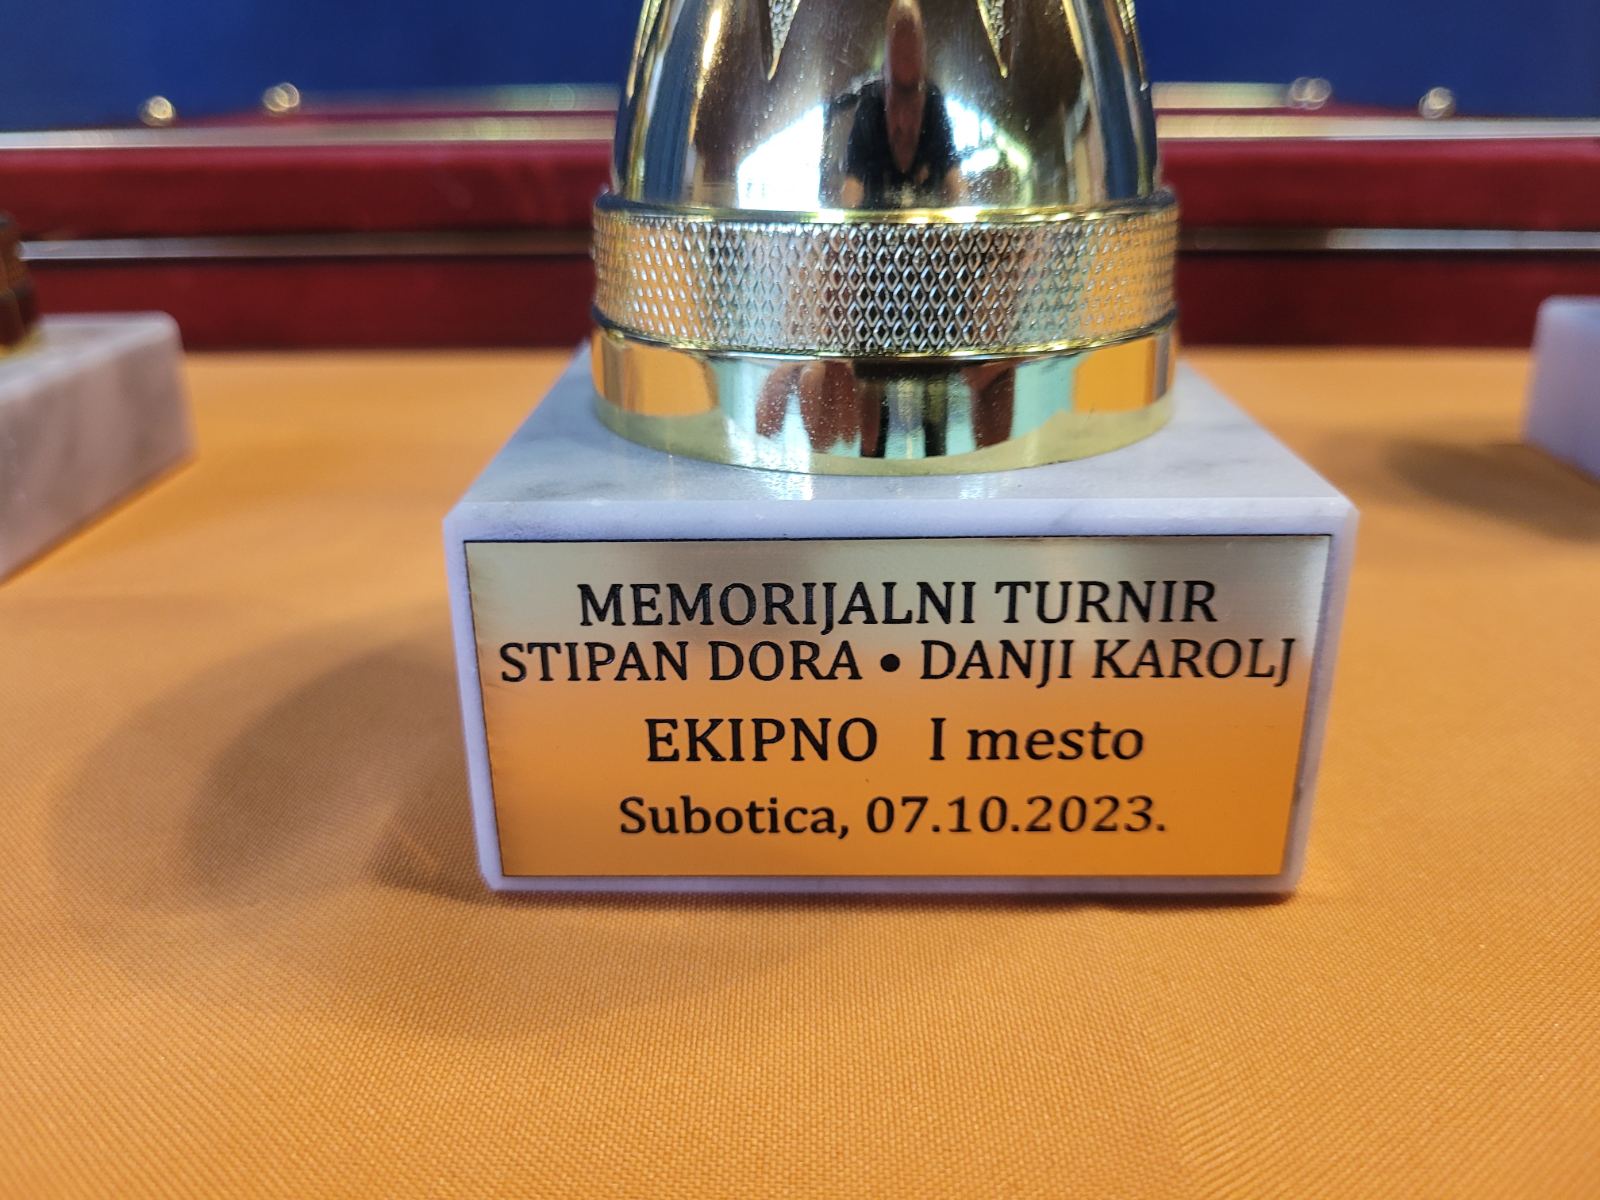 MEMORIJALNI TURNIR
STIPAN DORA • DANJI KAROLJ
EKIPNO I mesto
Subotica, 07.10.2023.